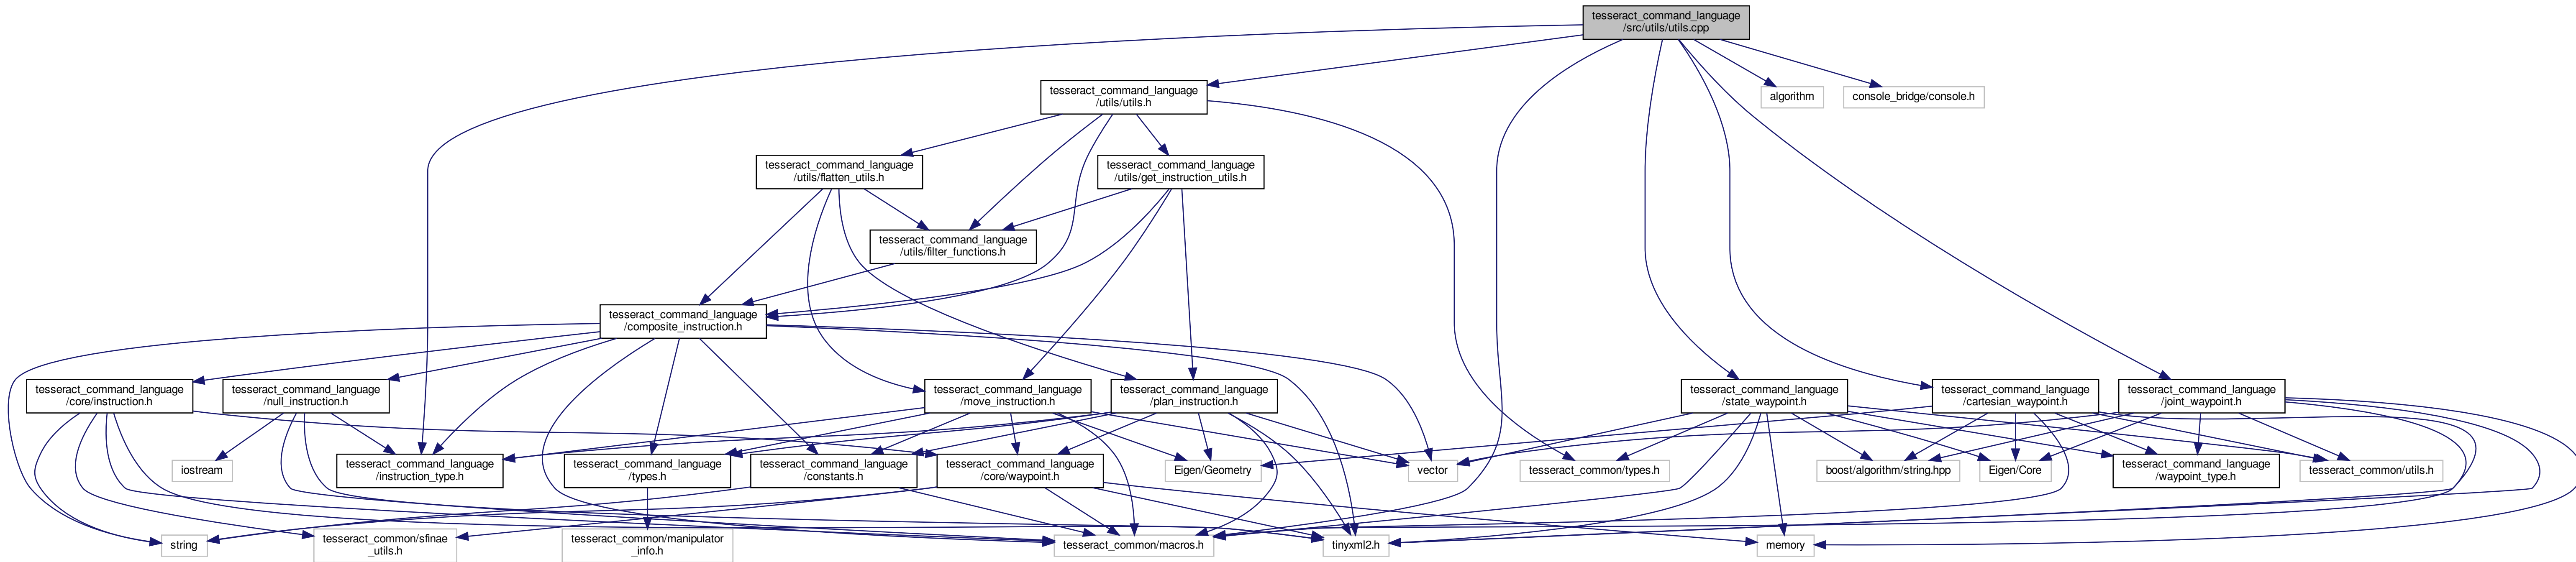 tesseract_command_language
/src/utils/utils.cpp
tesseract_command_language
/utils/utils.h
algorithm
console_bridge/console.h
tesseract_command_language
/utils/flatten_utils.h
tesseract_command_language
/utils/get_instruction_utils.h
tesseract_command_language
/utils/filter_functions.h
tesseract_command_language
/composite_instruction.h
tesseract_command_language
/core/instruction.h
tesseract_command_language
/null_instruction.h
tesseract_command_language
/move_instruction.h
tesseract_command_language
/plan_instruction.h
tesseract_command_language
/state_waypoint.h
tesseract_command_language
/cartesian_waypoint.h
tesseract_command_language
/joint_waypoint.h
iostream
tesseract_command_language
/instruction_type.h
tesseract_command_language
/types.h
tesseract_command_language
/constants.h
tesseract_command_language
/core/waypoint.h
Eigen/Geometry
vector
tesseract_common/types.h
boost/algorithm/string.hpp
Eigen/Core
tesseract_command_language
/waypoint_type.h
tesseract_common/utils.h
string
tesseract_common/sfinae
_utils.h
tesseract_common/manipulator
_info.h
tesseract_common/macros.h
tinyxml2.h
memory